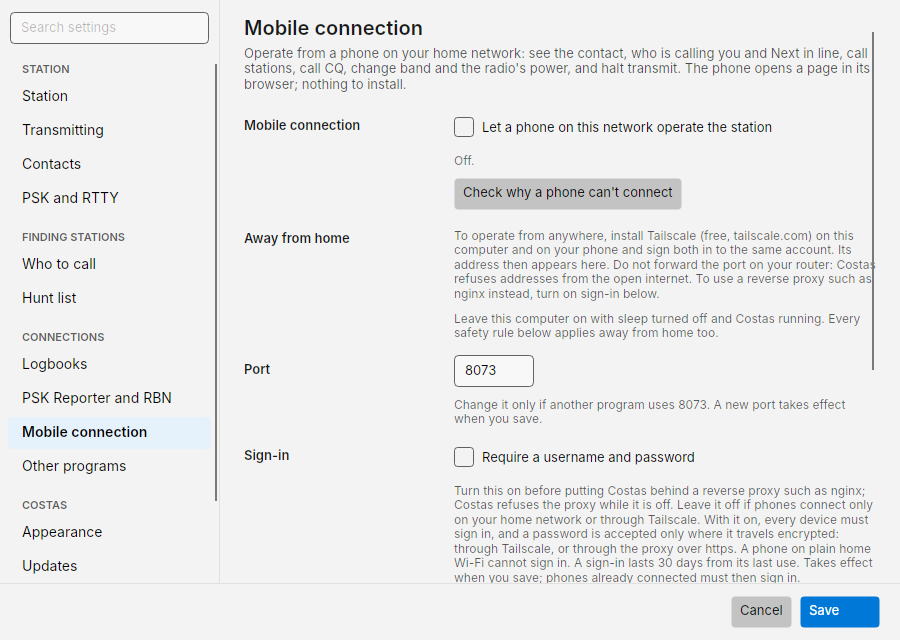 Search settings
STATION
Station
Transmitting
Contacts
PSK and RTTY
FINDING STATIONS
Who to call
Hunt list
CONNECTIONS
Logbooks
PSK Reporter and RBN
Mobile connection
Other programs
COSTAS
Appearance
Updates
Mobile connection
Operate from a phone on your home network: see the contact, who is calling you and Next in line, call
stations, call CQ, change band and the radio's power, and halt transmit. The phone opens a page in its
browser; nothing to install.
Mobile connection
Let a phone on this network operate the station
Off.
Check why a phone can't connect
Away from home
To operate from anywhere, install Tailscale (free, tailscale.com) on this
computer and on your phone and sign both in to the same account. Its
address then appears here. Do not forward the port on your router: Costas
refuses addresses from the open internet. To use a reverse proxy such as
nginx instead, turn on sign-in below.
Leave this computer on with sleep turned off and Costas running. Every
safety rule below applies away from home too.
Port
8073
Change it only if another program uses 8073. A new port takes effect
when you save.
Sign-in
Require a username and password
Turn this on before putting Costas behind a reverse proxy such as nginx;
Costas refuses the proxy while it is off. Leave it off if phones connect only
on your home network or through Tailscale. With it on, every device must
sign in, and a password is accepted only where it travels encrypted:
through Tailscale, or through the proxy over https. A phone on plain home
Wi-Fi cannot sign in. A sign-in lasts 30 days from its last use. Takes effect
when you save; phones already connected must then sign in.
Cancel
Save